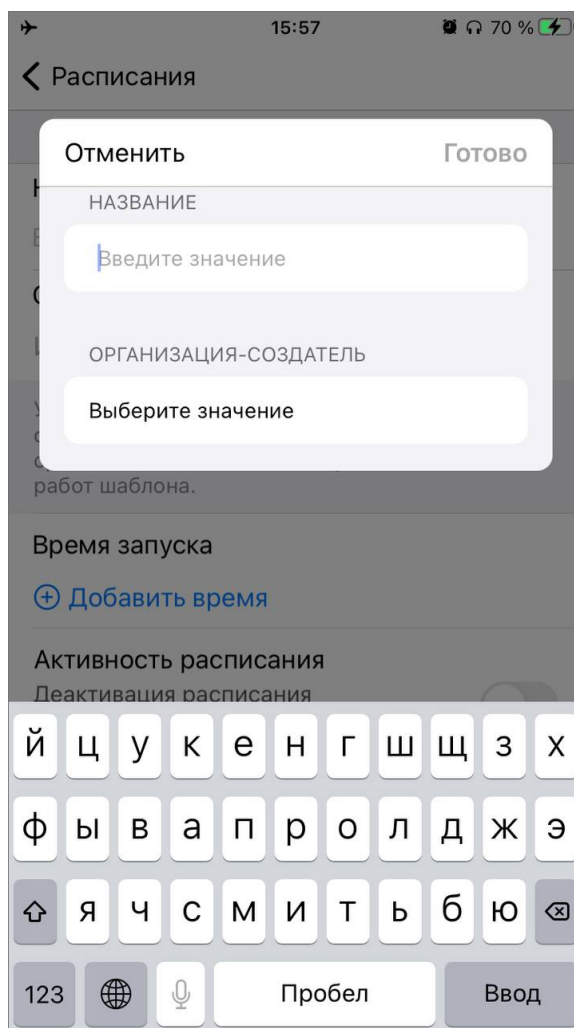 15:57
70 %
Расписания
Отменить
Готово
НАЗВАНИЕ
Введите значение
ОРГАНИЗАЦИЯ-СОЗДАТЕЛЬ
Выберите значение
работ шаблона.
Время запуска
Добавить время
Активность расписания
Деактивация расписания
й ц у к е н г ш щ з х
ф ы в а п р о л д ж э
я ч с м и т ь б ю
123 Пробел Ввод